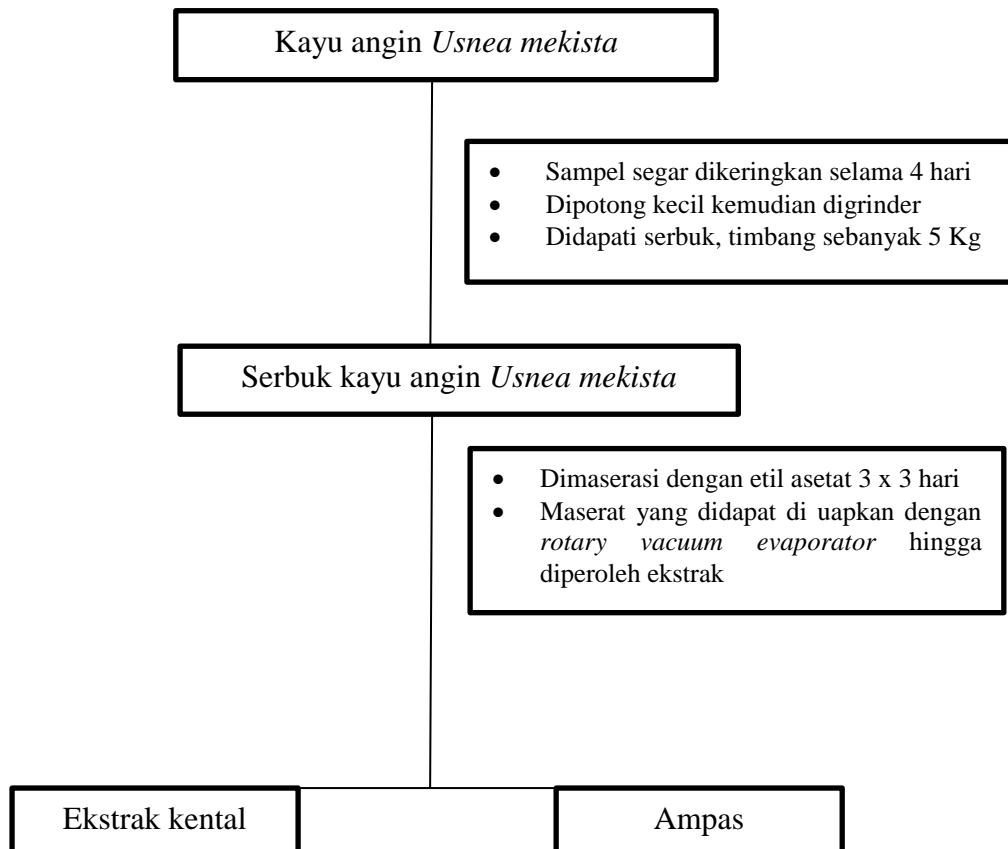 Kayu angin Usnea mekista
• Sampel segar dikeringkan selama 4 hari
• Dipotong kecil kemudian digrinder
• Didapati serbuk, timbang sebanyak 5 Kg
Serbuk kayu angin Usnea mekista
• Dimaserasi dengan etil asetat 3 x 3 hari
• Maserat yang didapat di uapkan dengan
rotary vacuum evaporator hingga
diperoleh ekstrak
Ekstrak kental
Ampas